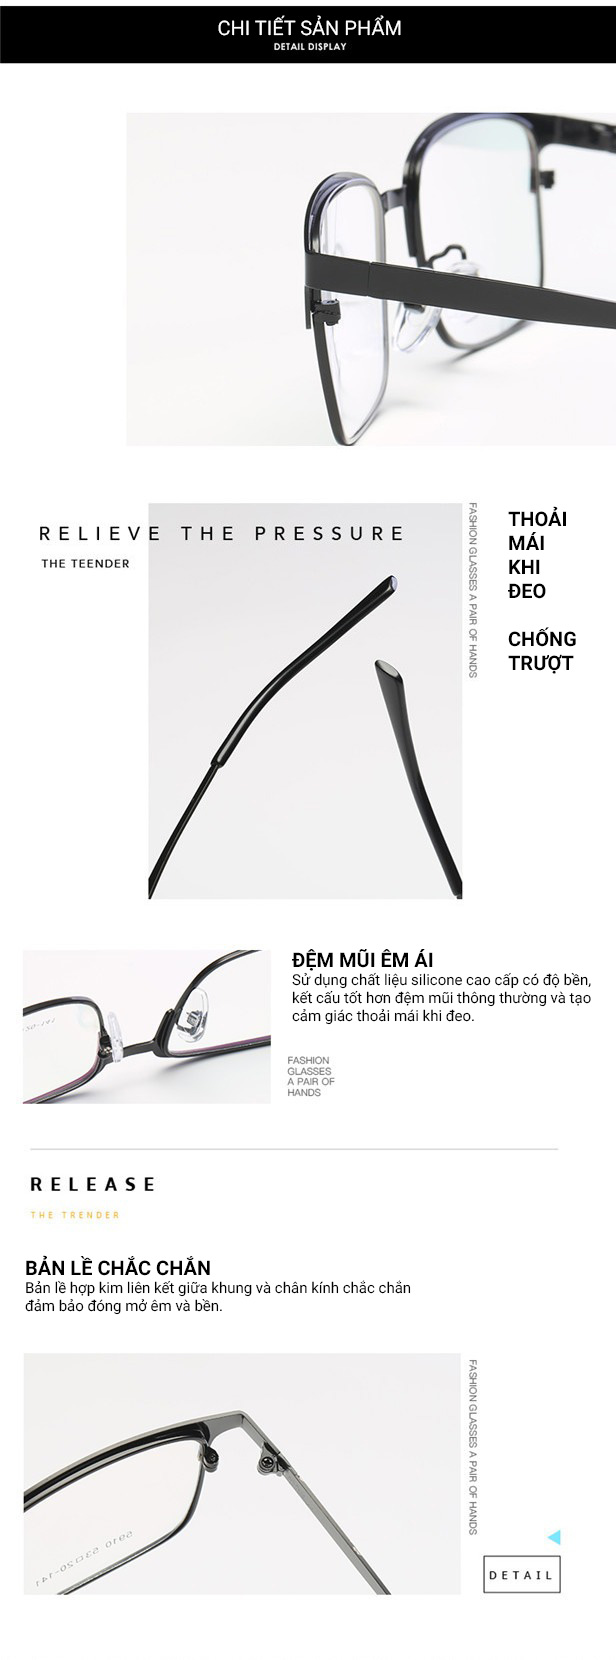 CHI TIẾT SẢN PHẨM
DETAIL DISPLAY
RELIEVE THE PRESSURE
THE TEENDER
FASHION GLASSES A PAIR OF HANDS
THOẢI
MÁI
KHI
ĐEO
CHỐNG
TRƯỢT
ĐỆM MŨI ÊM ÁI
Sử dụng chất liệu silicone cao cấp có độ bền,
kết cấu tốt hơn đệm mũi thông thường và tạo
cảm giác thoải mái khi đeo.
FASHION
GLASSES
A PAIR OF
HANDS
RELEASE
THE TRENDER
BẢN LỀ CHẮC CHẮN
Bản lề hợp kim liên kết giữa khung và chân kính chắc chắn
đảm bảo đóng mở êm và bền.
FASHION GLASSES A PAIR OF HANDS
DETAIL